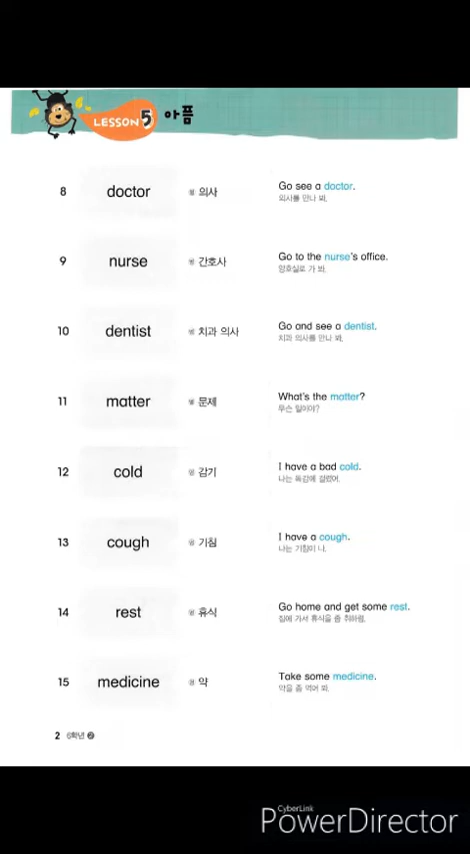 LESSON 5 아픔
8 doctor 명 의사 Go see a doctor.
의사를 만나 봐.
9 nurse 명 간호사 Go to the nurse's office.
양호실로 가 봐.
10 dentist 명 치과 의사 Go and see a dentist.
치과 의사를 만나 봐.
11 matter 명 문제 What's the matter?
무슨 일이야?
12 cold 명 감기 I have a bad cold.
나는 독감에 걸렸어.
13 cough 명 기침 I have a cough.
나는 기침이 나.
14 rest 명 휴식 Go home and get some rest.
집에 가서 휴식을 좀 취하렴.
15 medicine 명 약 Take some medicine.
약을 좀 먹어 봐.
2 6학년 2
CyberLink
PowerDirector